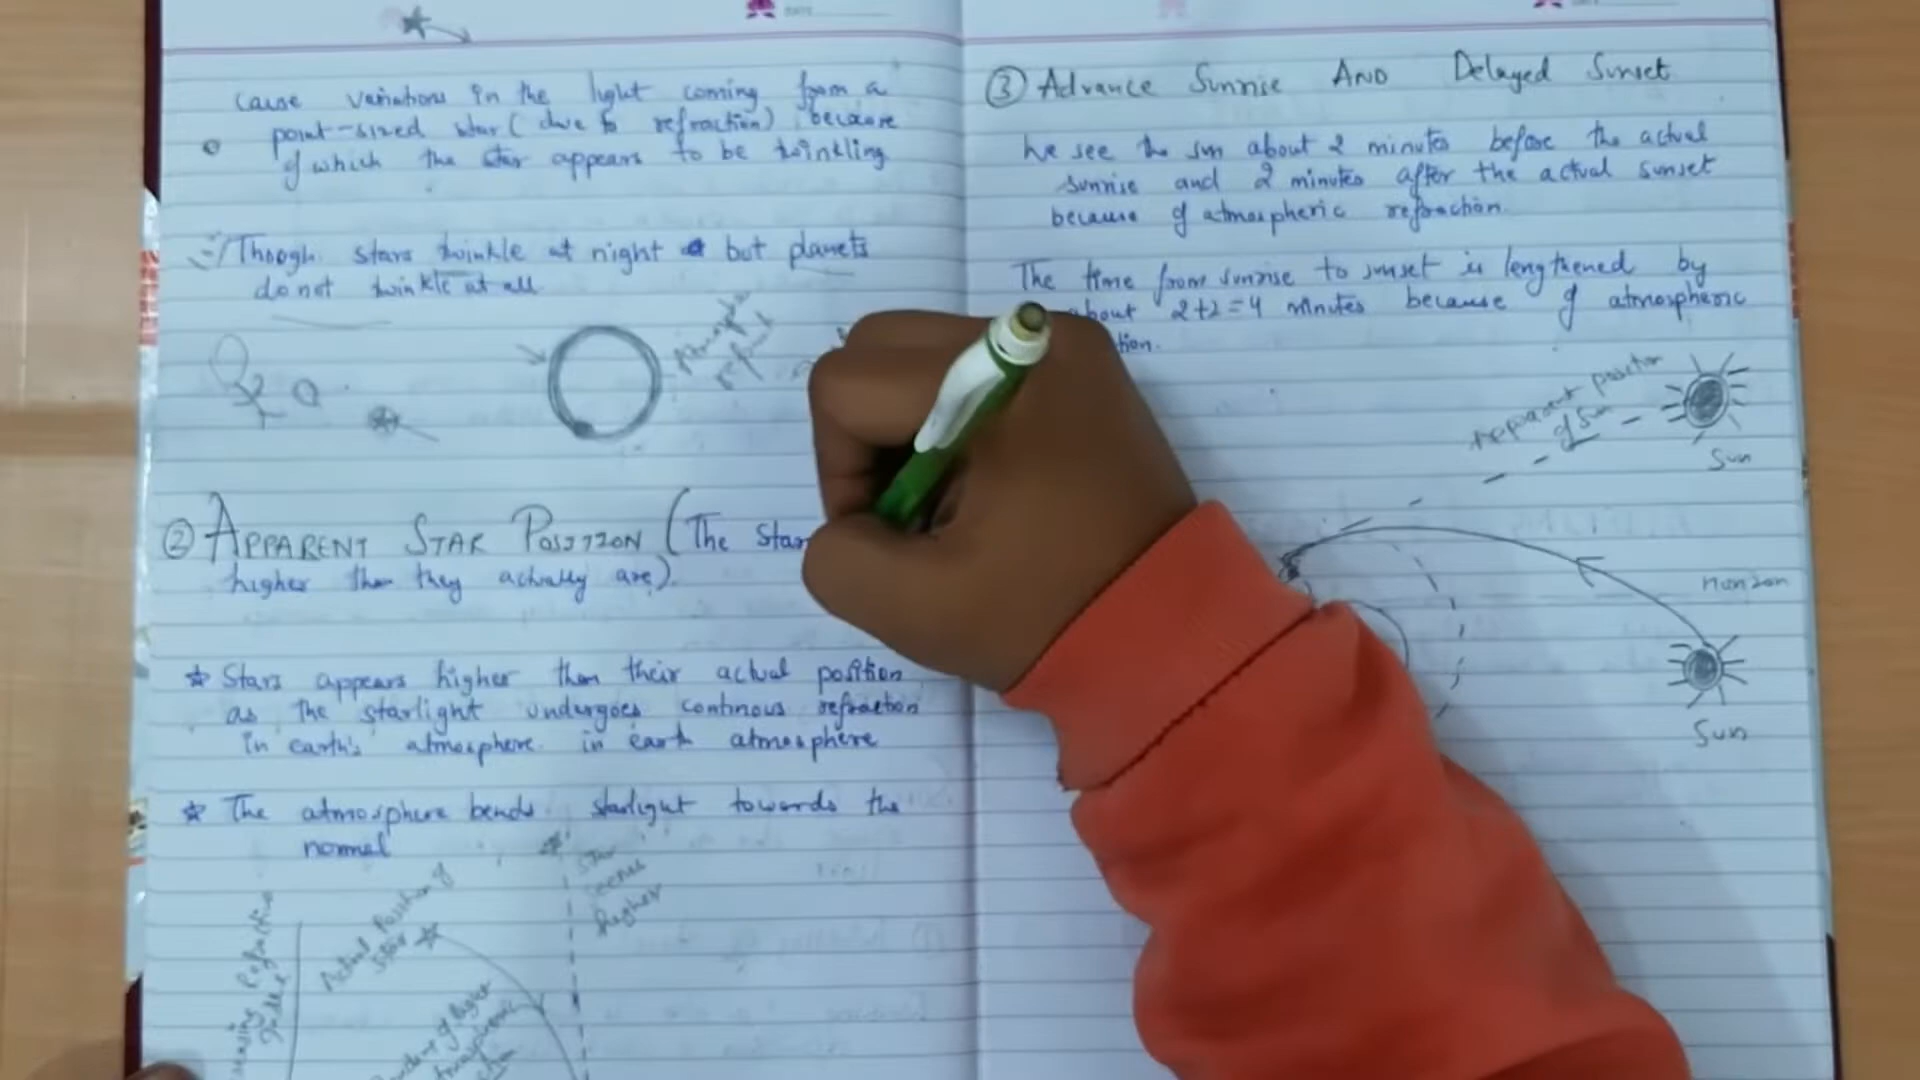 cause variations in the light coming from a
point-sized star (due to refraction) because
of which the star appears to be twinkling
Though stars twinkle at night but planets
do not twinkle at all
② APPARENT STAR POSITION (The Star
higher than they actually are)
Stars appears higher than their actual position
as the starlight undergoes continous refraction
in earth's atmosphere in earth atmosphere
The atmosphere bends starlight towards the
normal
Star
seems
higher
Actual Position of
Star
③ Advance Sunrise AND Delayed Sunset
We see the sun about 2 minutes before the actual
sunrise and 2 minutes after the actual sunset
because of atmospheric refraction.
The time from sunrise to sunset is lengthened by
about 2+2=4 minutes because of atmospheric
tion.
apparent position
of Sun
Sun
Horizon
Sun